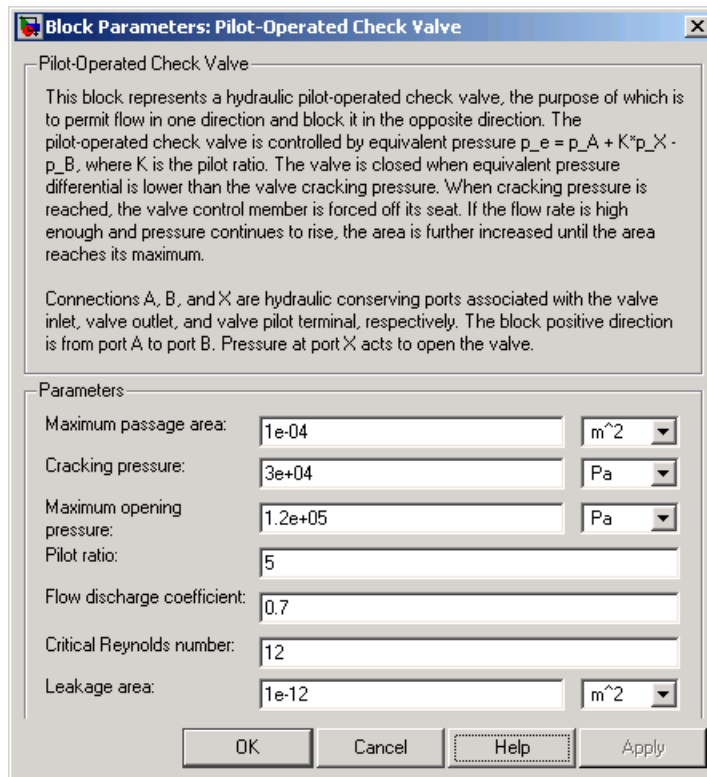 Block Parameters: Pilot-Operated Check Valve
Pilot-Operated Check Valve
This block represents a hydraulic pilot-operated check valve, the purpose of which is
to permit flow in one direction and block it in the opposite direction. The
pilot-operated check valve is controlled by equivalent pressure p_e = p_A + K*p_X -
p_B, where K is the pilot ratio. The valve is closed when equivalent pressure
differential is lower than the valve cracking pressure. When cracking pressure is
reached, the valve control member is forced off its seat. If the flow rate is high
enough and pressure continues to rise, the area is further increased until the area
reaches its maximum.
Connections A, B, and X are hydraulic conserving ports associated with the valve
inlet, valve outlet, and valve pilot terminal, respectively. The block positive direction
is from port A to port B. Pressure at port X acts to open the valve.
Parameters
Maximum passage area: 1e-04 m^2
Cracking pressure: 3e+04 Pa
Maximum opening
pressure: 1.2e+05 Pa
Pilot ratio: 5
Flow discharge coefficient: 0.7
Critical Reynolds number: 12
Leakage area: 1e-12 m^2
OK Cancel Help Apply